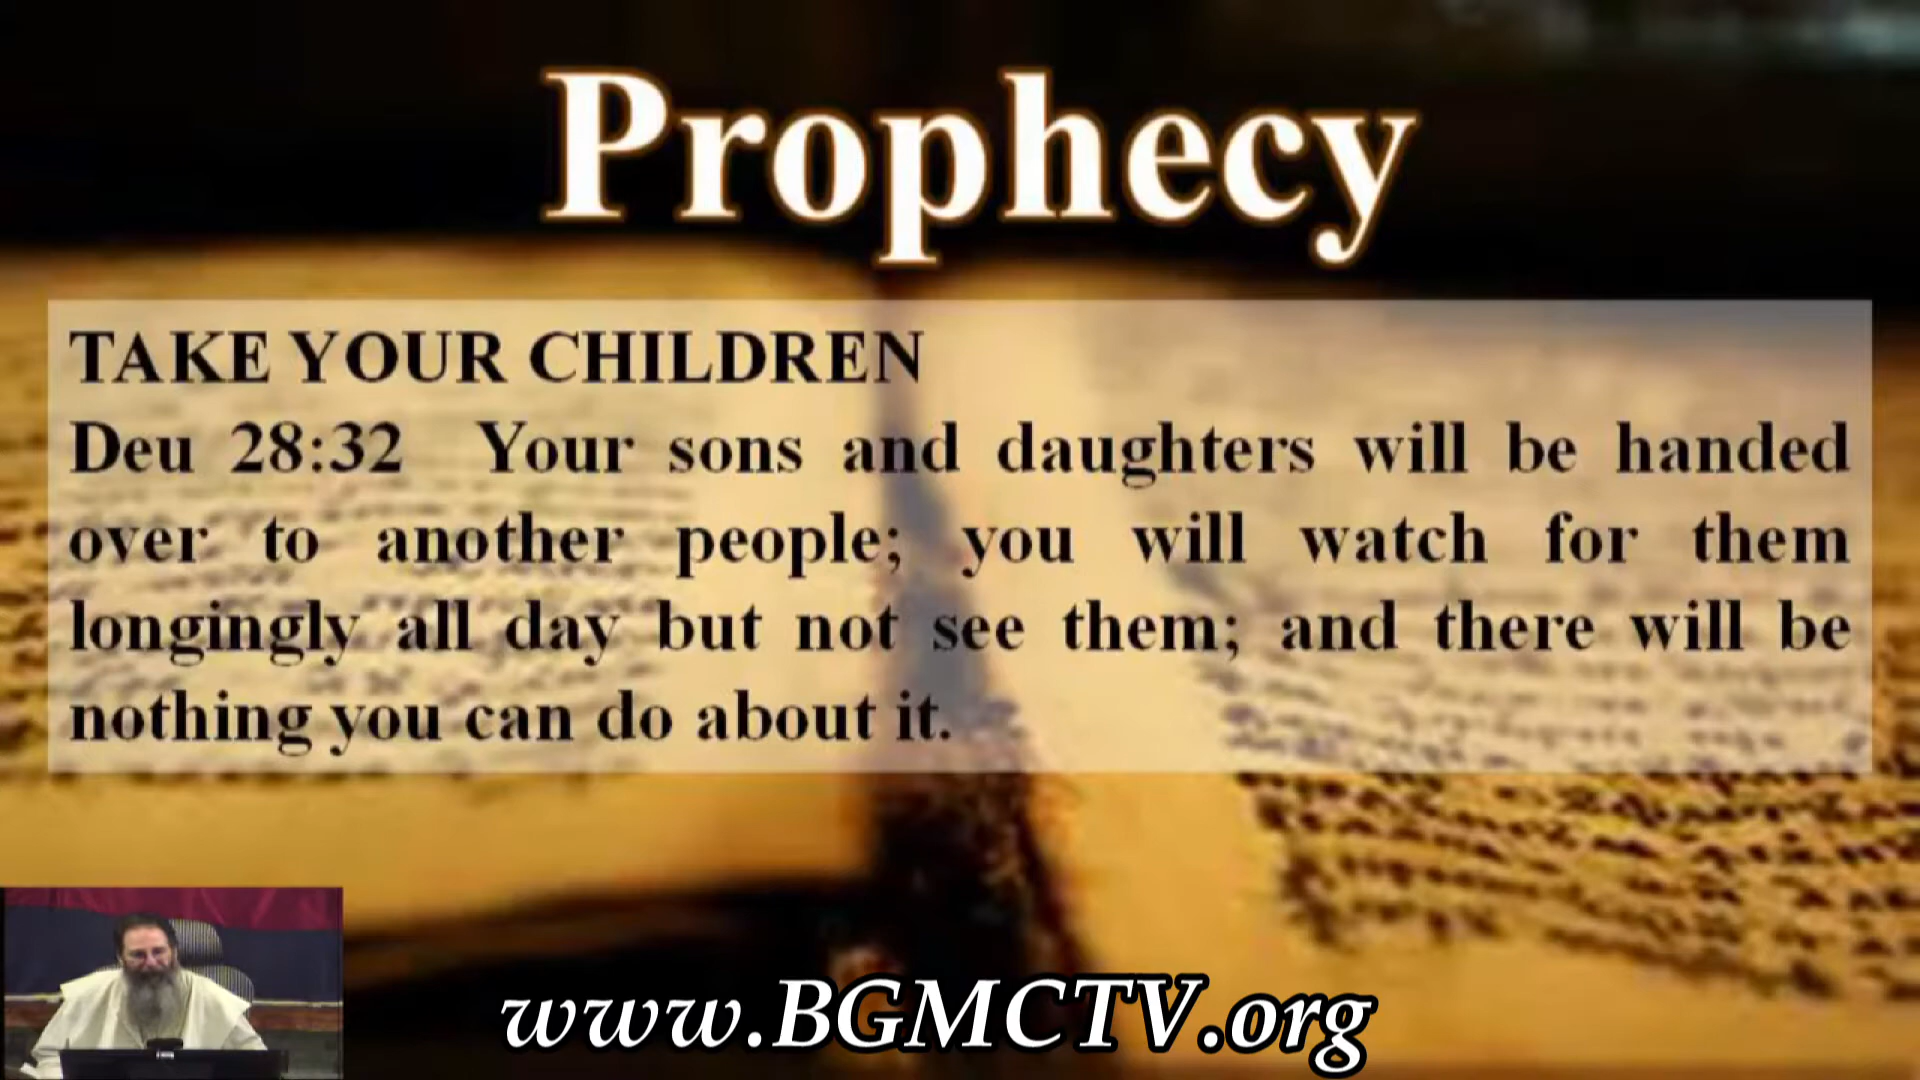 Prophecy
TAKE YOUR CHILDREN
Deu 28:32 Your sons and daughters will be handed
over to another people; you will watch for them
longingly all day but not see them; and there will be
nothing you can do about it.
www.BGMCTV.org